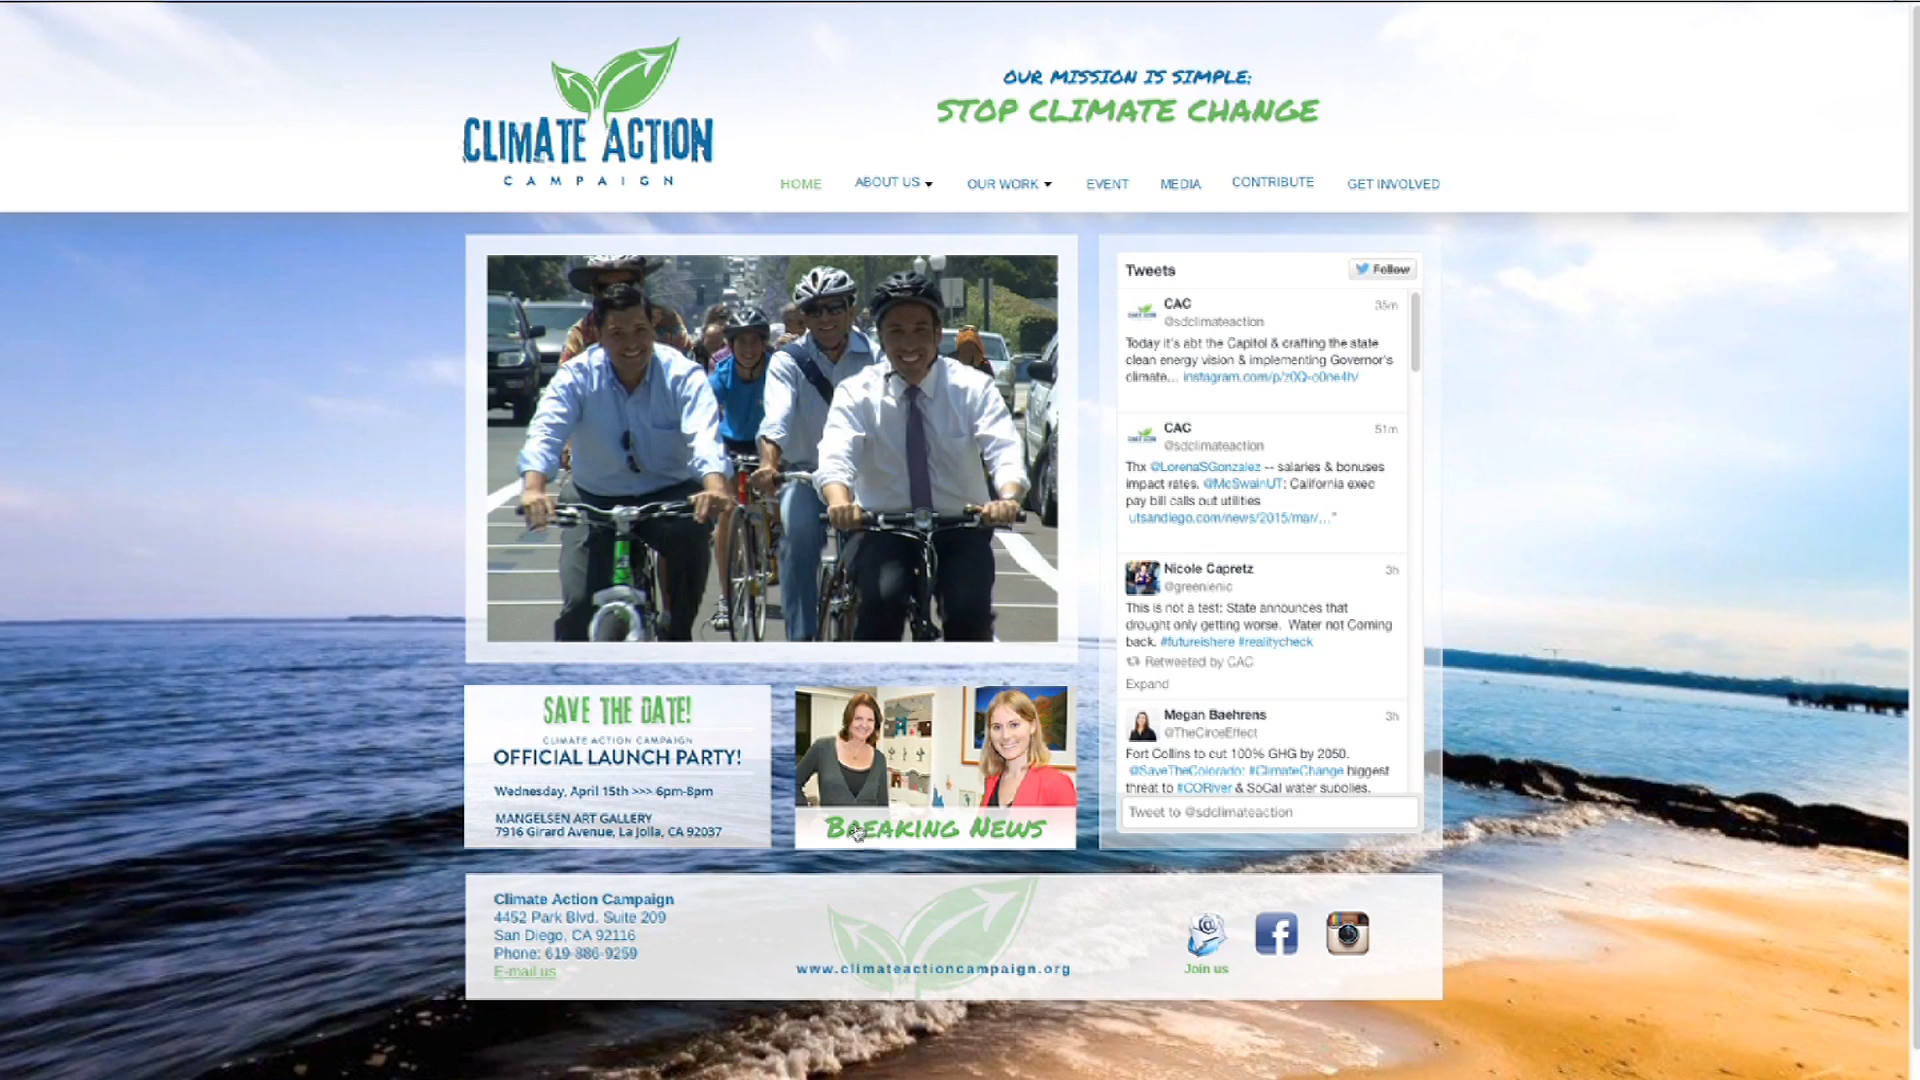 CLIMATE ACTION
CAMPAIGN
OUR MISSION IS SIMPLE:
STOP CLIMATE CHANGE
HOME ABOUT US OUR WORK EVENT MEDIA CONTRIBUTE GET INVOLVED
Tweets
Follow
CAC 35m
@sdclimateaction
Today it's abt the Capitol & crafting the state
clean energy vision & implementing Governor's
climate... instagram.com/p/z0Q-o0ne4h/
CAC 51m
@sdclimateaction
Thx @LorenaSGonzalez -- salaries & bonuses
impact rates. @McSwainUT: California exec
pay bill calls out utilities
utsandiego.com/news/2015/mar/..."
Nicole Capretz 3h
@greenienic
This is not a test: State announces that
drought only getting worse. Water not Coming
back. #futureishere #realitycheck
Retweeted by CAC
Expand
Megan Baehrens 3h
@TheCirceEffect
Fort Collins to cut 100% GHG by 2050.
@SaveTheColorado: #ClimateChange biggest
threat to #CORiver & SoCal water supplies.
Tweet to @sdclimateaction
SAVE THE DATE!
CLIMATE ACTION CAMPAIGN
OFFICIAL LAUNCH PARTY!
Wednesday, April 15th >>> 6pm-8pm
MANGELSEN ART GALLERY
7916 Girard Avenue, La Jolla, CA 92037
BREAKING NEWS
Climate Action Campaign
4452 Park Blvd. Suite 209
San Diego, CA 92116
Phone: 619-886-9259
E-mail us
www.climateactioncampaign.org
Join us